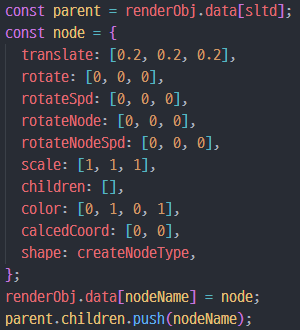 const parent = renderObj.data[sltd];
const node = {
  translate: [0.2, 0.2, 0.2],
  rotate: [0, 0, 0],
  rotateSpd: [0, 0, 0],
  rotateNode: [0, 0, 0],
  rotateNodeSpd: [0, 0, 0],
  scale: [1, 1, 1],
  children: [],
  color: [0, 1, 0, 1],
  calcedCoord: [0, 0],
  shape: createNodeType,
};
renderObj.data[nodeName] = node;
parent.children.push(nodeName);